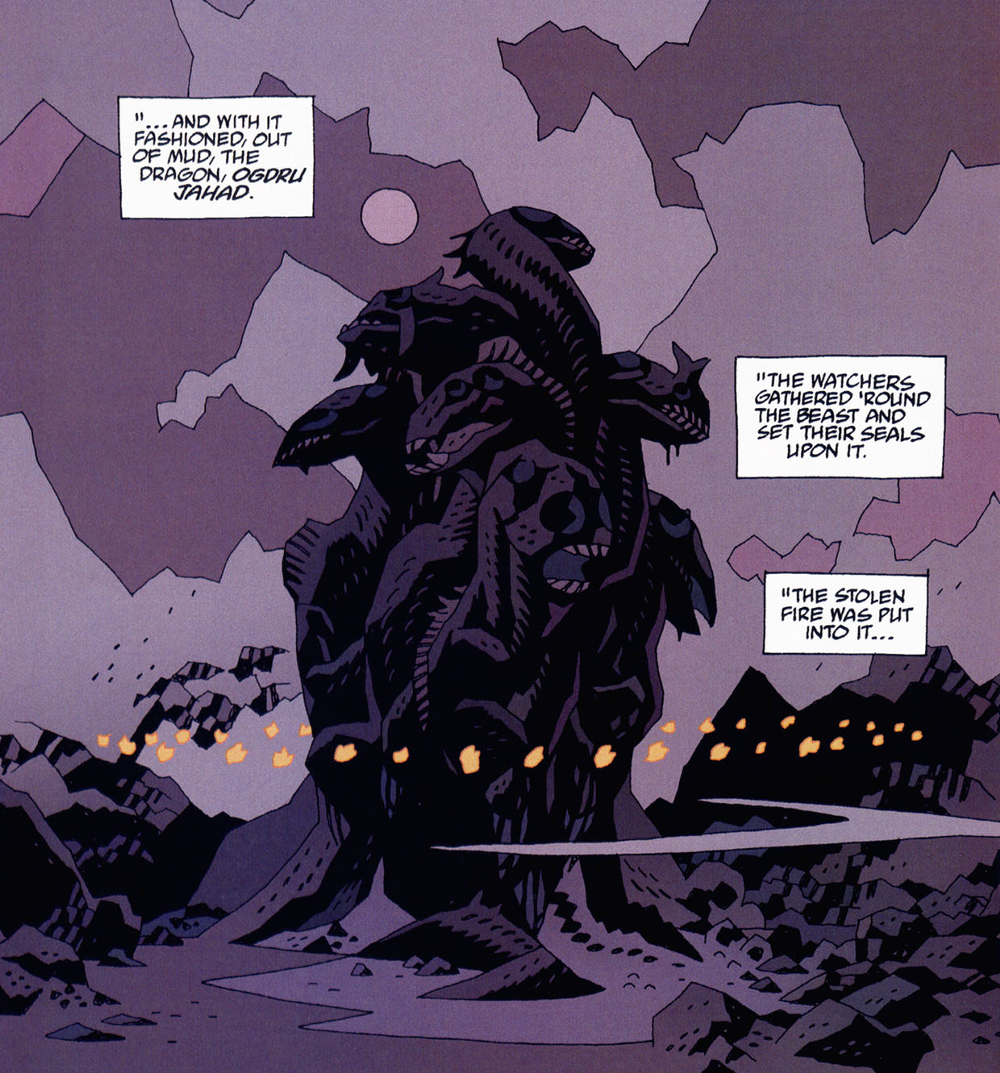 "...AND WITH IT
FASHIONED, OUT
OF MUD, THE
DRAGON, OGDRU
JAHAD.
"THE WATCHERS
GATHERED 'ROUND
THE BEAST AND
SET THEIR SEALS
UPON IT.
"THE STOLEN
FIRE WAS PUT
INTO IT...